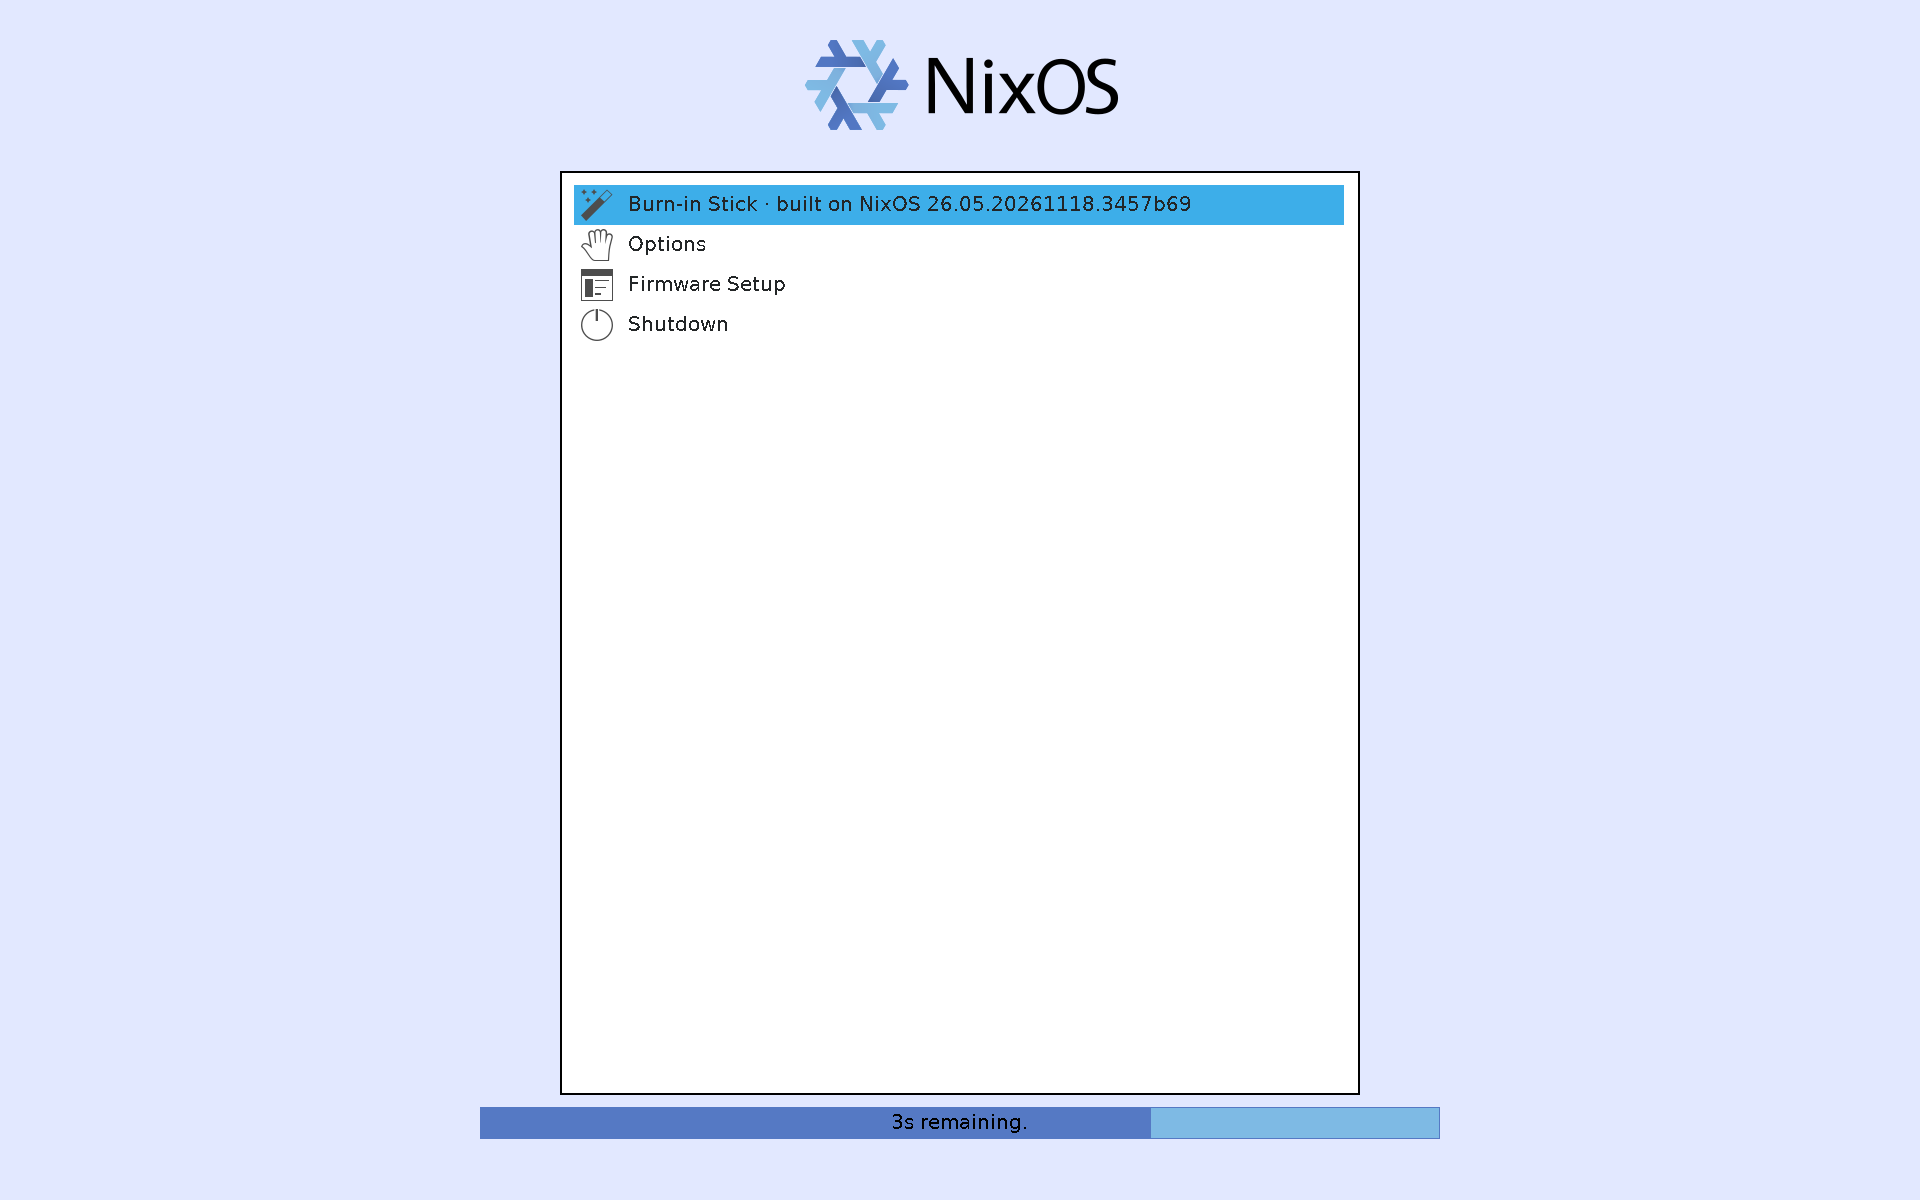 NixOS
Burn-in Stick · built on NixOS 26.05.20261118.3457b69
Options
Firmware Setup
Shutdown
3s remaining.